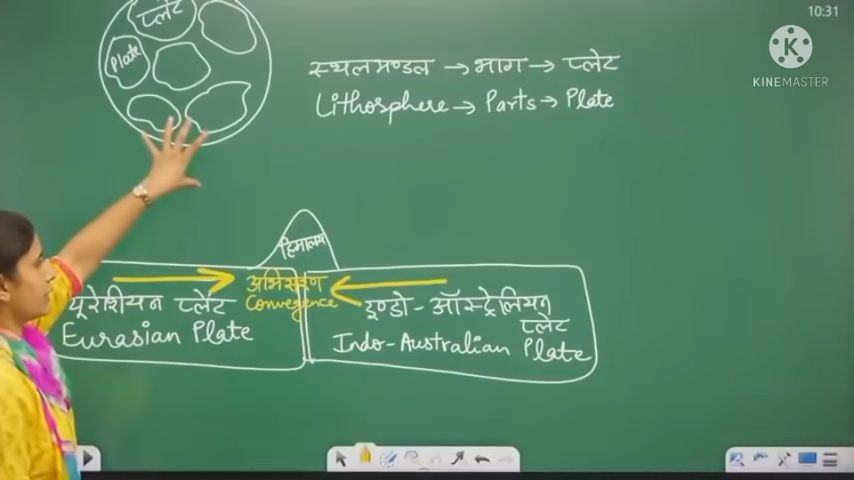 10:31
प्लेट
Plate
स्थलमण्डल → भाग → प्लेट
Lithosphere → Parts → Plate
K
KINEMASTER
हिमालय
अभिसरण
Convegence
यूरेशियन प्लेट
Eurasian Plate
इण्डो - ऑस्ट्रेलियन
प्लेट
Indo-Australian Plate